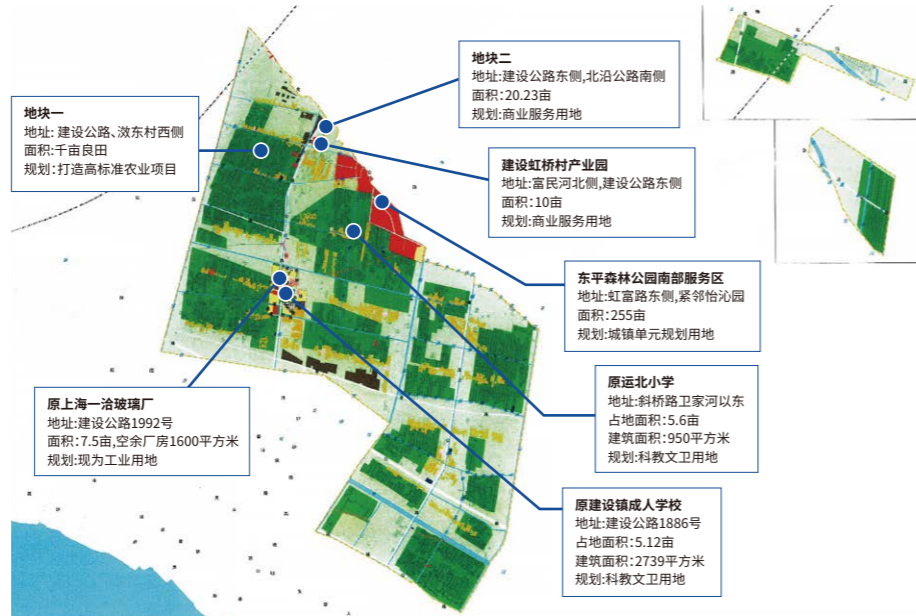 地块一
地址: 建设公路、溦东村西侧
面积:千亩良田
规划: 打造高标准农业项目
地块二
地址:建设公路东侧,北沿公路南侧
面积:20.23亩
规划:商业服务用地
建设虹桥村产业园
地址:富民河北侧,建设公路东侧
面积:10亩
规划:商业服务用地
东平森林公园南部服务区
地址:虹富路东侧,紧邻怡沁园
面积:255亩
规划:城镇单元规划用地
原上海一洽玻璃厂
地址:建设公路1992号
面积:7.5亩,空余厂房1600平方米
规划:现为工业用地
原运北小学
地址:斜桥路卫家河以东
占地面积:5.6亩
建筑面积:950平方米
规划:科教文卫用地
原建设镇成人学校
地址:建设公路1886号
占地面积:5.12亩
建筑面积:2739平方米
规划:科教文卫用地